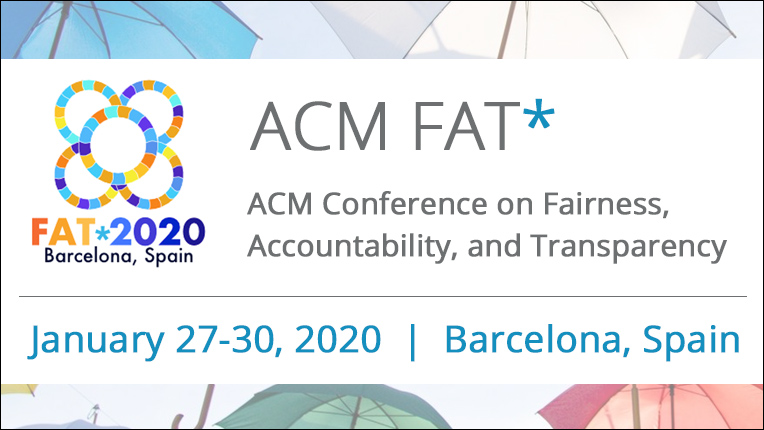 ACM FAT*
ACM Conference on Fairness,
Accountability, and Transparency
FAT*2020
Barcelona, Spain
January 27-30, 2020 | Barcelona, Spain